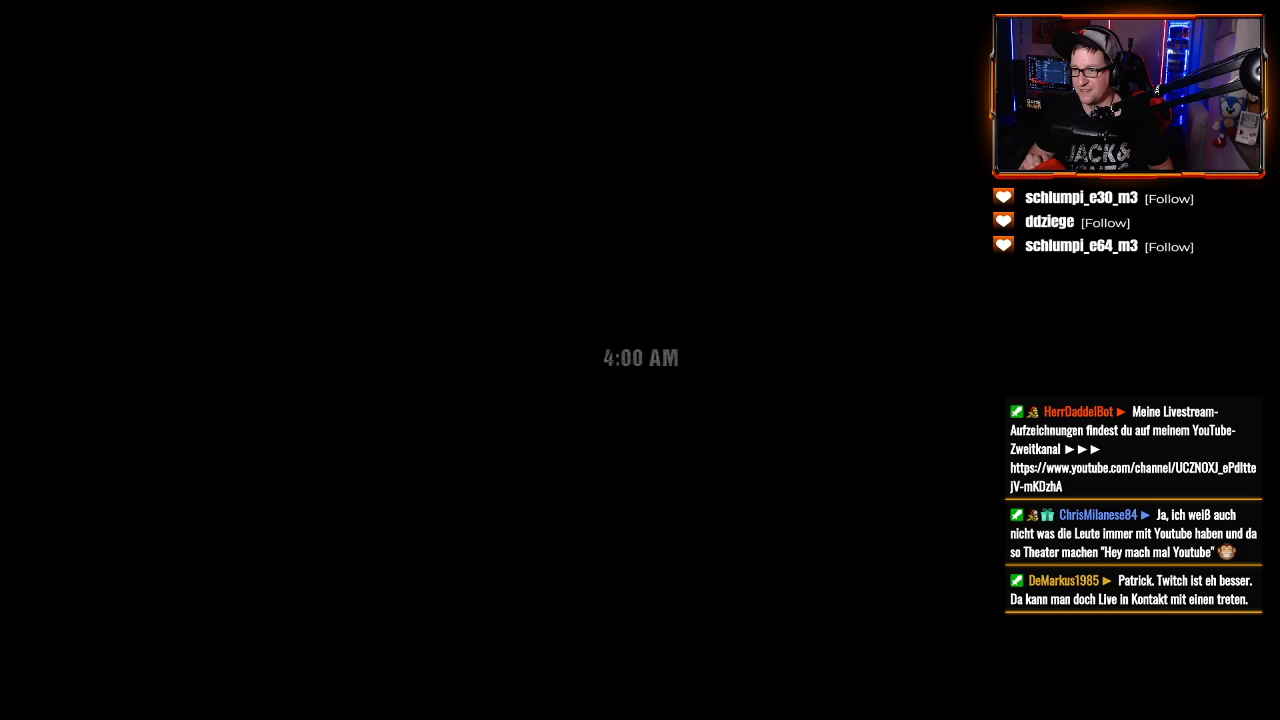 JACK&
schlumpi_e30_m3 [Follow]
ddziege [Follow]
schlumpi_e64_m3 [Follow]
4:00 AM
HerrDaddelBot ► Meine Livestream-
Aufzeichnungen findest du auf meinem YouTube-
Zweitkanal ►►►
https://www.youtube.com/channel/UCZNOXJ_ePdItte
jV-mKDzhA
ChrisMilanese84 ► Ja, ich weiß auch
nicht was die Leute immer mit Youtube haben und da
so Theater machen "Hey mach mal Youtube"
DeMarkus1985 ► Patrick. Twitch ist eh besser.
Da kann man doch Live in Kontakt mit einen treten.